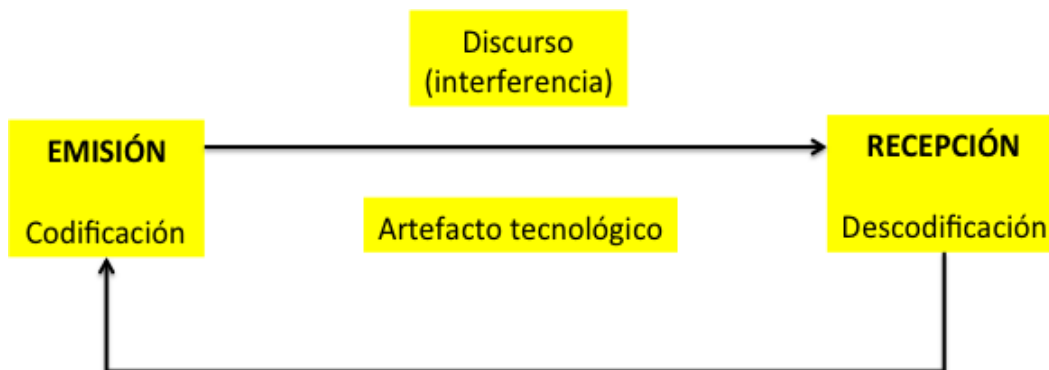 Discurso
(interferencia)
EMISIÓN
Codificación
Artefacto tecnológico
RECEPCIÓN
Descodificación